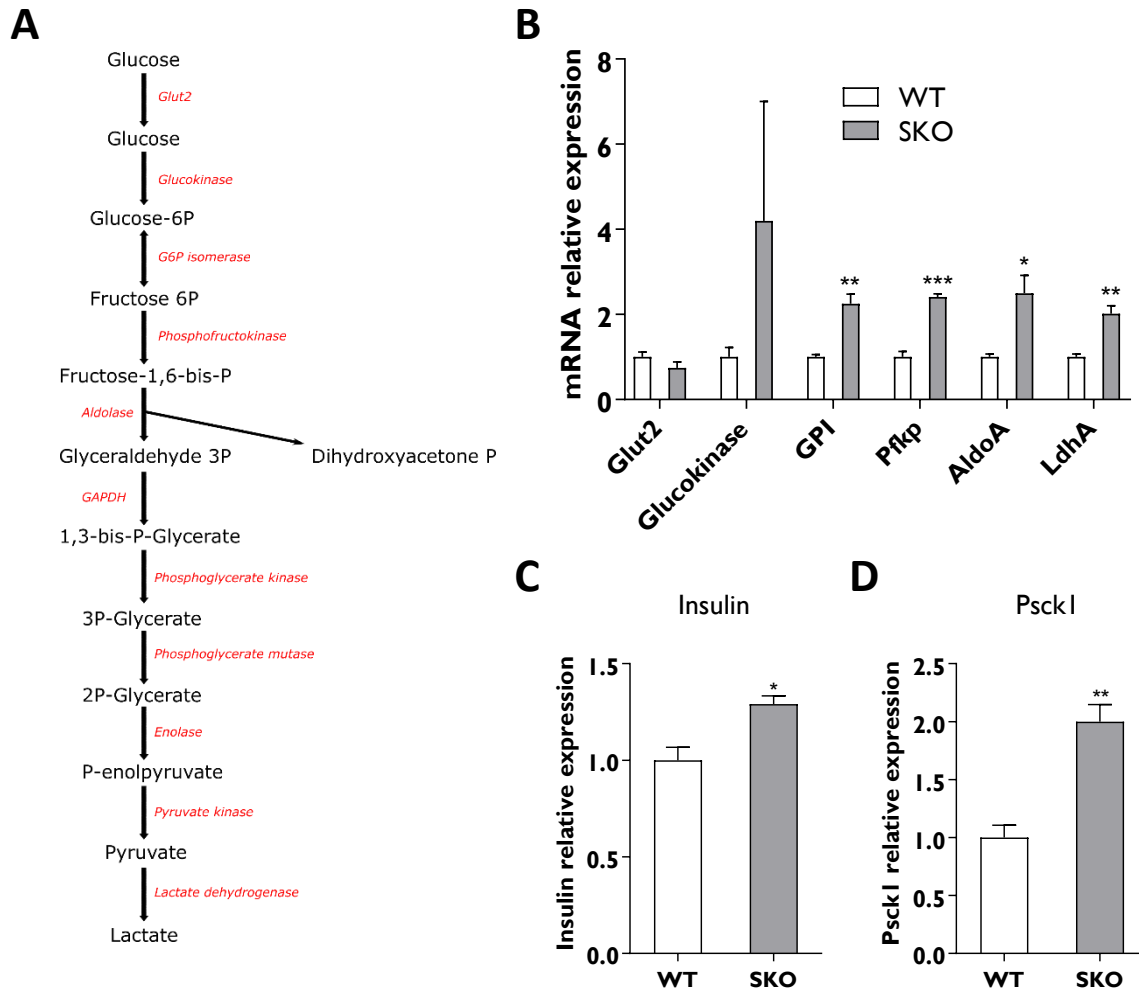 A
Glucose
Glut2
Glucose
Glucokinase
Glucose-6P
G6P isomerase
Fructose 6P
Phosphofructokinase
Fructose-1,6-bis-P
Aldolase
Glyceraldehyde 3P
Dihydroxyacetone P
GAPDH
1,3-bis-P-Glycerate
Phosphoglycerate kinase
3P-Glycerate
Phosphoglycerate mutase
2P-Glycerate
Enolase
P-enolpyruvate
Pyruvate kinase
Pyruvate
Lactate dehydrogenase
Lactate
B
mRNA relative expression
8
6
4
2
0
WT
SKO
**
***
*
**
Glut2
Glucokinase
GPI
Pfkp
AldoA
LdhA
C
Insulin
Insulin relative expression
1.5
1.0
0.5
0.0
*
WT
SKO
D
Psck1
Psck1 relative expression
2.5
2.0
1.5
1.0
0.5
0.0
**
WT
SKO